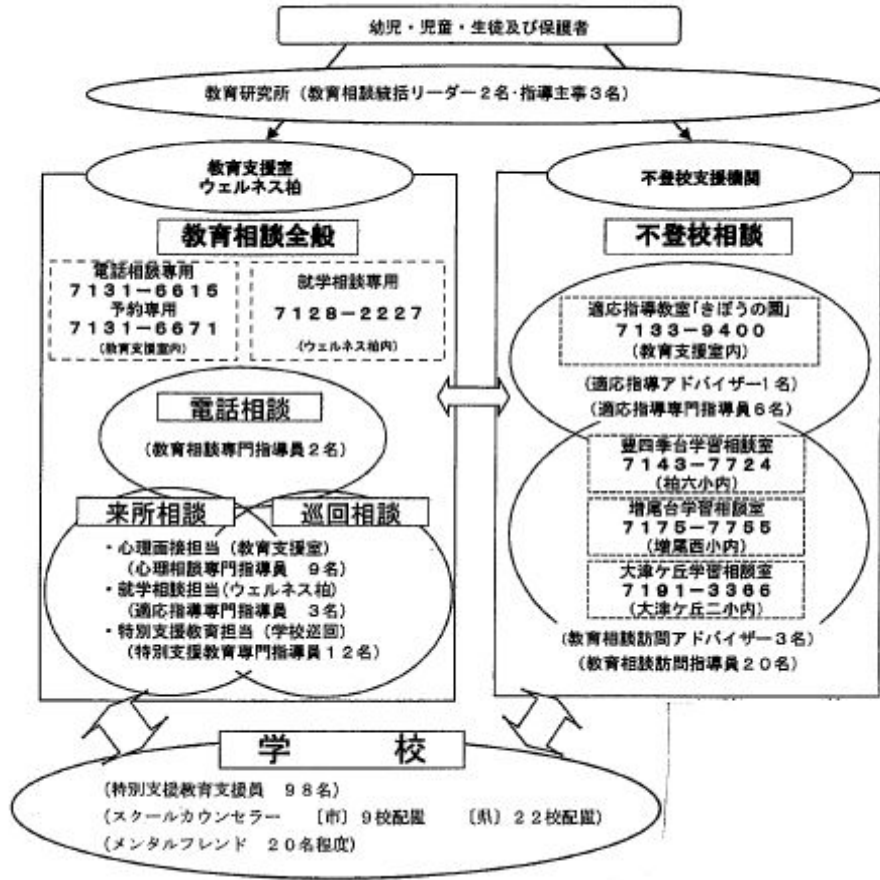 幼児・児童・生徒及び保護者
教育研究所（教育相談統括リーダー２名・指導主事３名）
教育支援室
ウェルネス柏
教育相談全般
電話相談専用
７１３１－６６１５
予約専用
７１３１－６６７１
（教育支援室内）
就学相談専用
７１２８－２２２７
（ウェルネス柏内）
電話相談
（教育相談専門指導員２名）
来所相談
巡回相談
・心理面接担当（教育支援室）
（心理相談専門指導員　９名）
・就学相談担当（ウェルネス柏）
（適応指導専門指導員　３名）
・特別支援教育担当（学校巡回）
（特別支援教育専門指導員１２名）
不登校支援機関
不登校相談
適応指導教室「きぼうの園」
７１３３－９４００
（教育支援室内）
（適応指導アドバイザー１名）
（適応指導専門指導員６名）
豊四季台学習相談室
７１４３－７７２４
（柏六小内）
増尾台学習相談室
７１７５－７７５５
（増尾西小内）
大津ケ丘学習相談室
７１９１－３３６６
（大津ケ丘二小内）
（教育相談訪問アドバイザー３名）
（教育相談訪問指導員２０名）
学　校
（特別支援教育支援員　９８名）
（スクールカウンセラー　〔市〕９校配置　〔県〕２２校配置）
（メンタルフレンド　２０名程度）